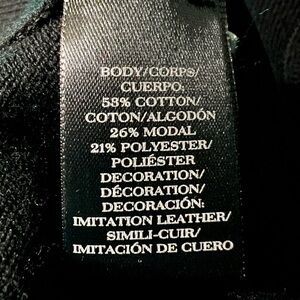 BODY/CORPS/
CUERPO:
53% COTTON/
COTON/ALGODÓN
26% MODAL
21% POLYESTER/
POLIÉSTER
DECORATION/
DÉCORATION/
DECORACIÓN:
IMITATION LEATHER/
SIMILI-CUIR/
IMITACIÓN DE CUERO